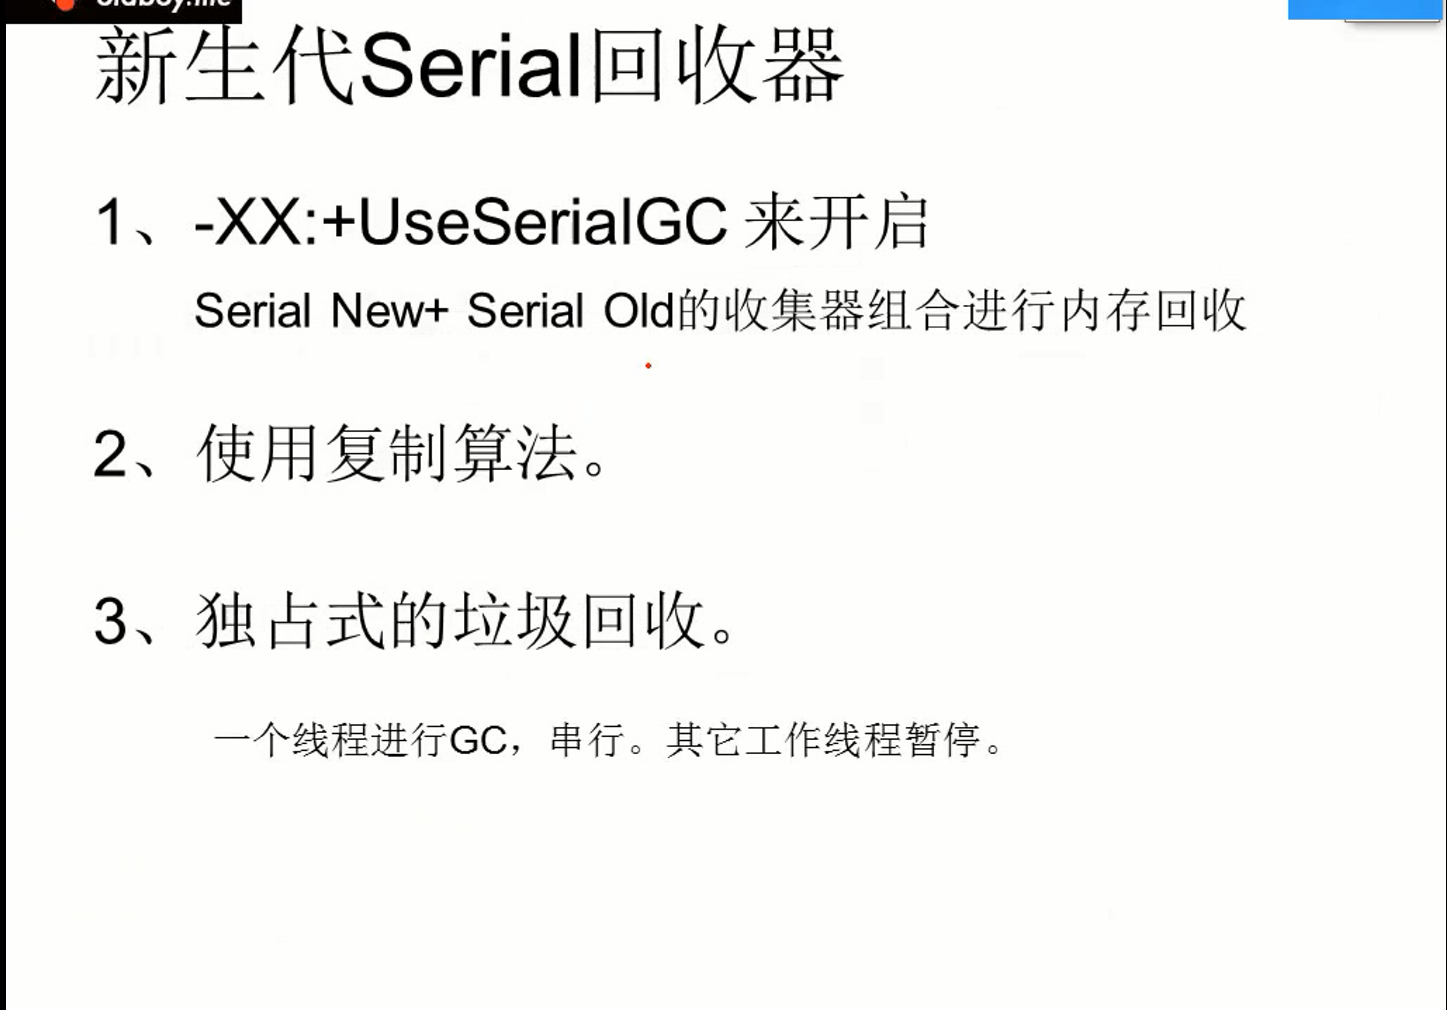 oldboy.me
新生代Serial回收器
1、-XX:+UseSerialGC 来开启
Serial New+ Serial Old的收集器组合进行内存回收
2、使用复制算法。
3、独占式的垃圾回收。
一个线程进行GC，串行。其它工作线程暂停。